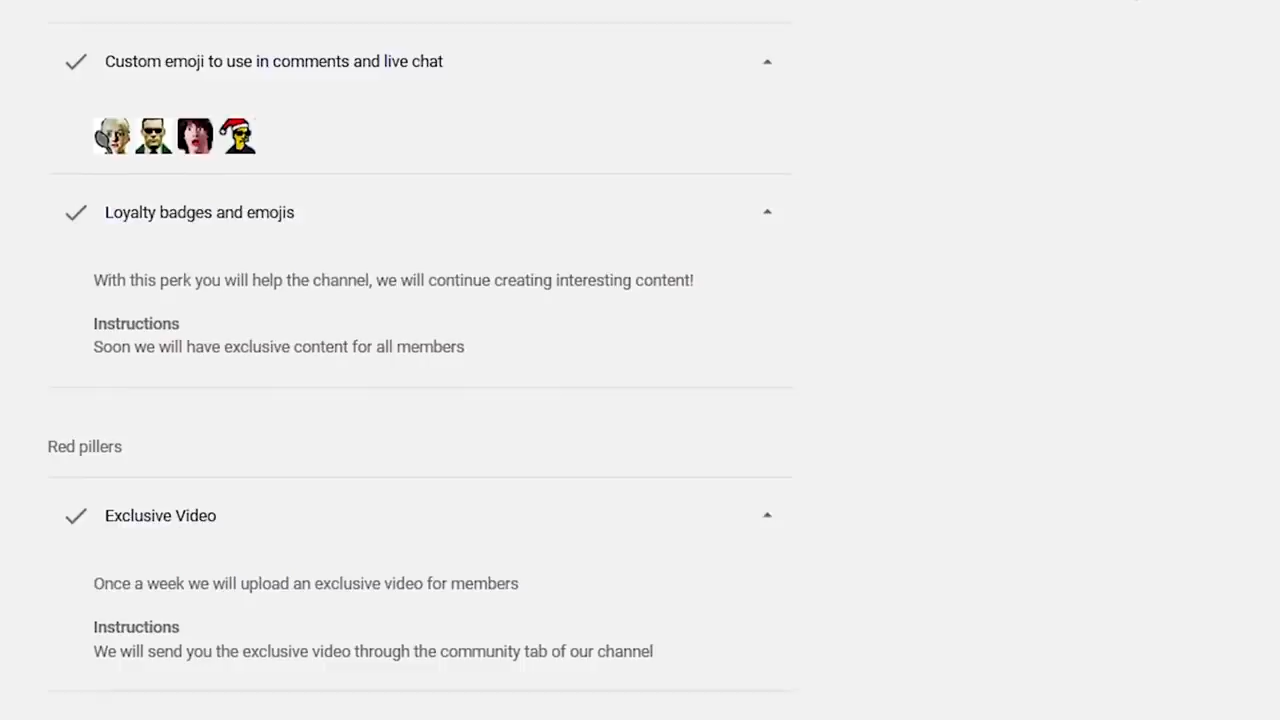 Custom emoji to use in comments and live chat
Loyalty badges and emojis
With this perk you will help the channel, we will continue creating interesting content!
Instructions
Soon we will have exclusive content for all members
Red pillers
Exclusive Video
Once a week we will upload an exclusive video for members
Instructions
We will send you the exclusive video through the community tab of our channel